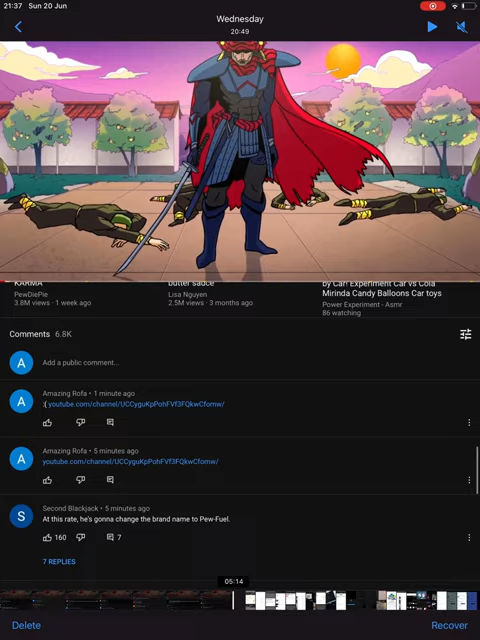 21:37 Sun 20 Jun
Wednesday
20:49
KARMA
PewDiePie
3.8M views · 1 week ago
butter sauce
Lisa Nguyen
2.5M views · 3 months ago
by Car! Experiment Car vs Cola
Mirinda Candy Balloons Car toys
Power Experiment - Asmr
86 watching
Comments 6.8K
A
Add a public comment...
A
Amazing Rofa • 1 minute ago
:( youtube.com/channel/UCCyguKpPohFVf3FQkwCfomw/
A
Amazing Rofa • 5 minutes ago
youtube.com/channel/UCCyguKpPohFVf3FQkwCfomw/
S
Second Blackjack • 5 minutes ago
At this rate, he's gonna change the brand name to Pew-Fuel.
160
7
7 REPLIES
05:14
Delete
Recover